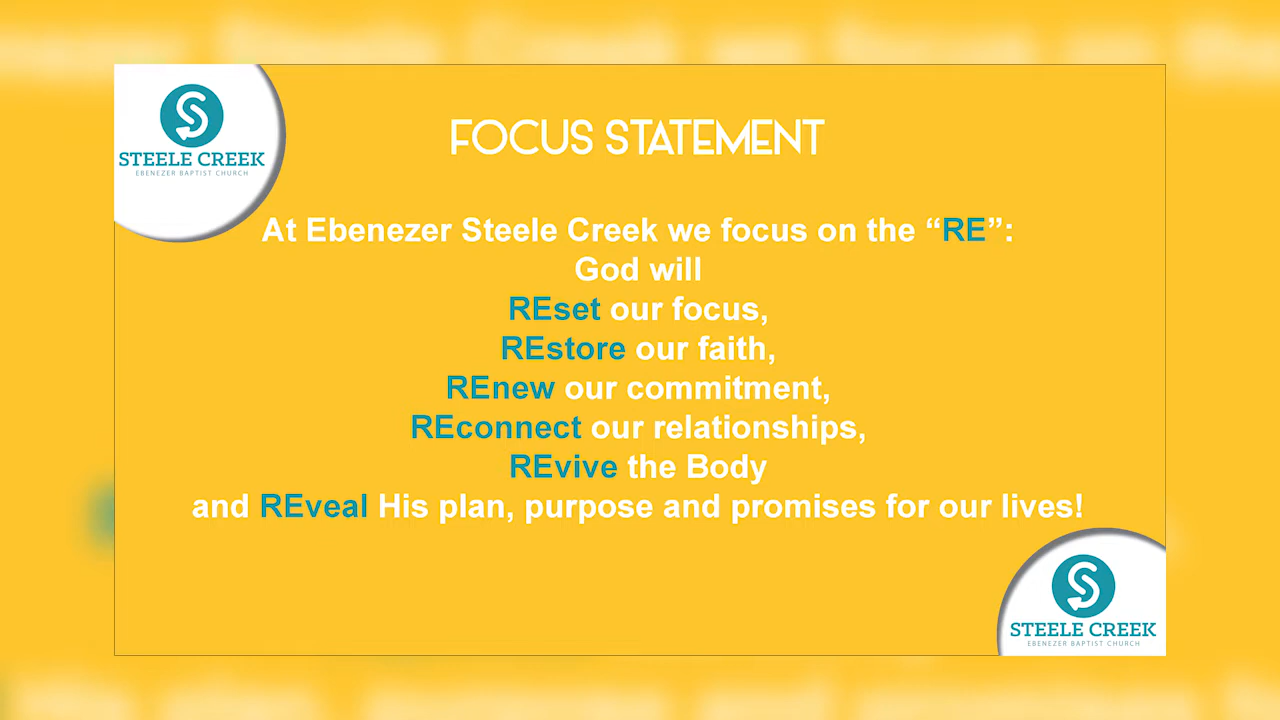 STEELE CREEK
EBENEZER BAPTIST CHURCH
FOCUS STATEMENT
At Ebenezer Steele Creek we focus on the “RE”:
God will
REset our focus,
REstore our faith,
REnew our commitment,
REconnect our relationships,
REvive the Body
and REveal His plan, purpose and promises for our lives!
STEELE CREEK
EBENEZER BAPTIST CHURCH